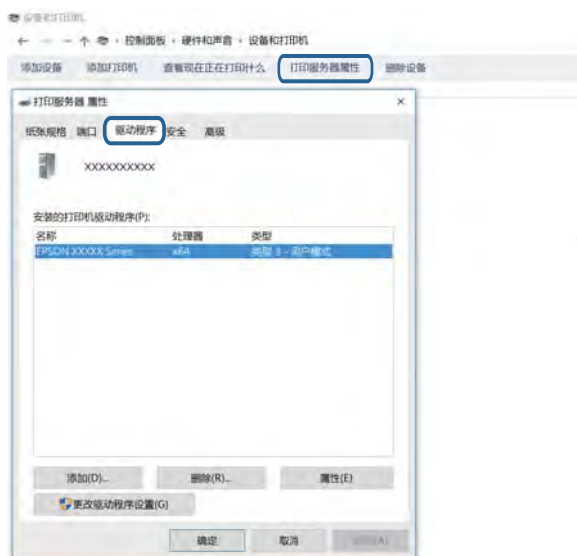 设备和打印机
控制面板 › 硬件和声音 › 设备和打印机
添加设备 添加打印机 查看现在正在打印什么 打印服务器属性 删除设备
打印服务器 属性
纸张规格 端口 驱动程序 安全 高级
XXXXXXXXXX
安装的打印机驱动程序(P):
名称 处理器 类型
EPSON XXXXX Series x64 类型 3 - 用户模式
添加(D)... 删除(R)... 属性(E)
更改驱动程序设置(G)
确定 取消